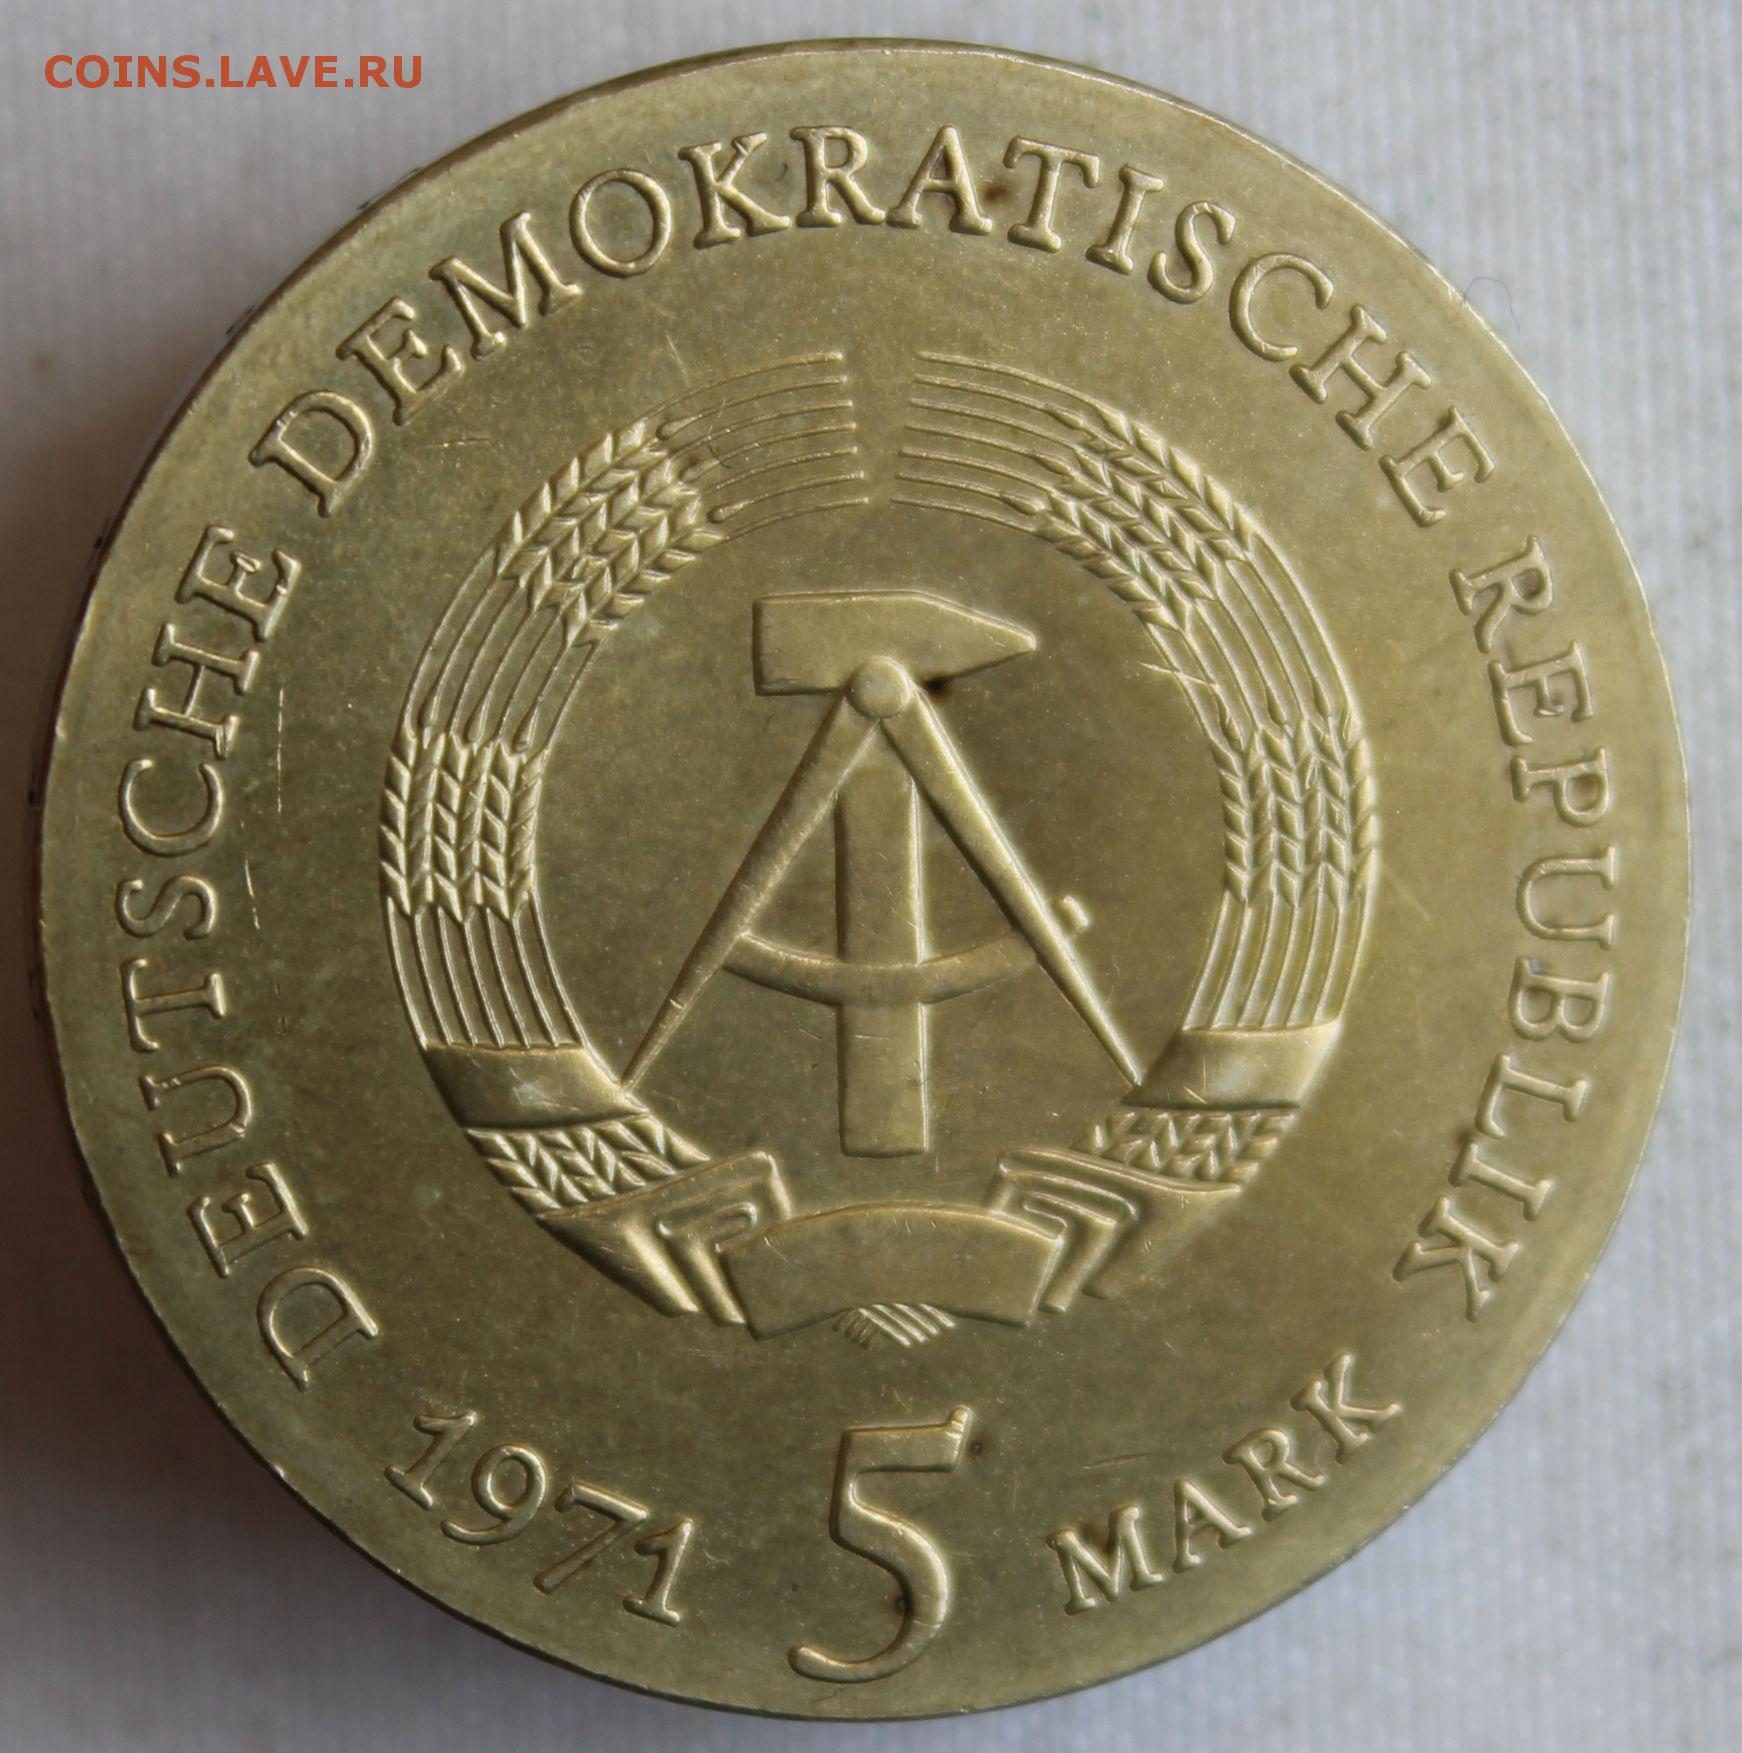 COINS.LAVE.RU
DEUTSCHE DEMOKRATISCHE REPUBLIK
1971 5 MARK